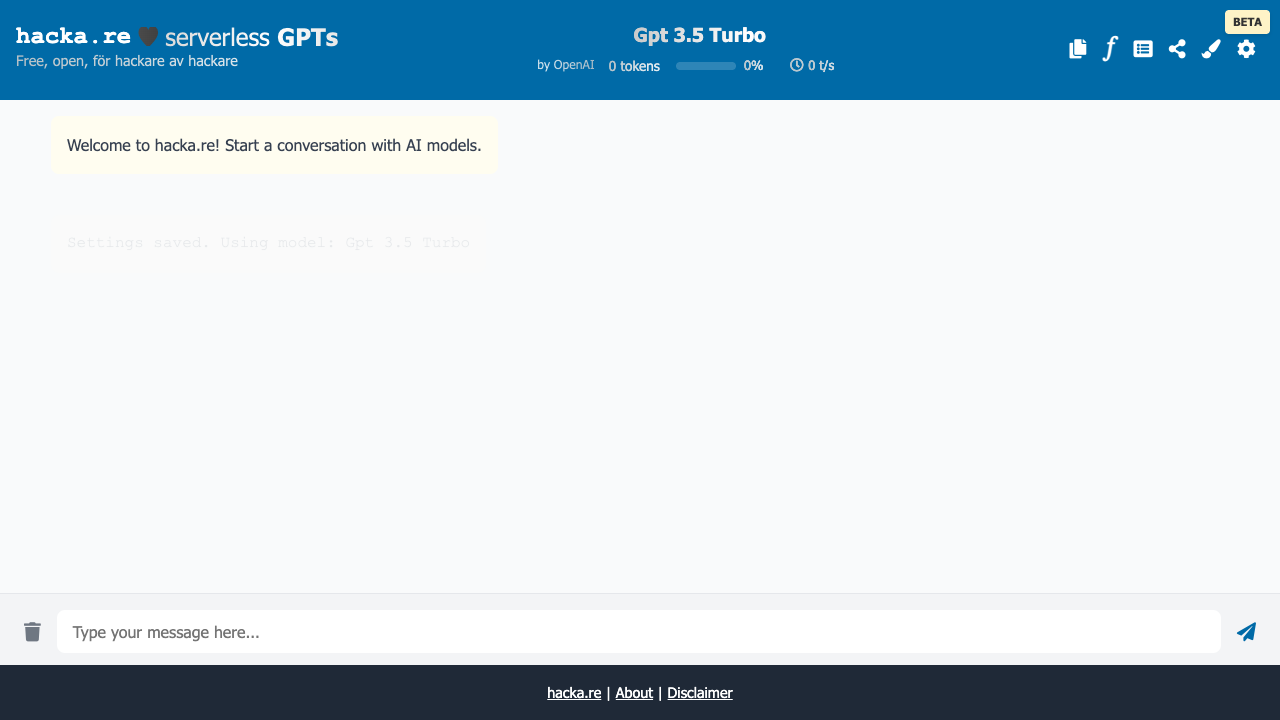 hacka.re serverless GPTs
Free, open, för hackare av hackare
Gpt 3.5 Turbo
by OpenAI 0 tokens 0% 0 t/s
BETA
Welcome to hacka.re! Start a conversation with AI models.
Settings saved. Using model: Gpt 3.5 Turbo
Type your message here...
hacka.re | About | Disclaimer